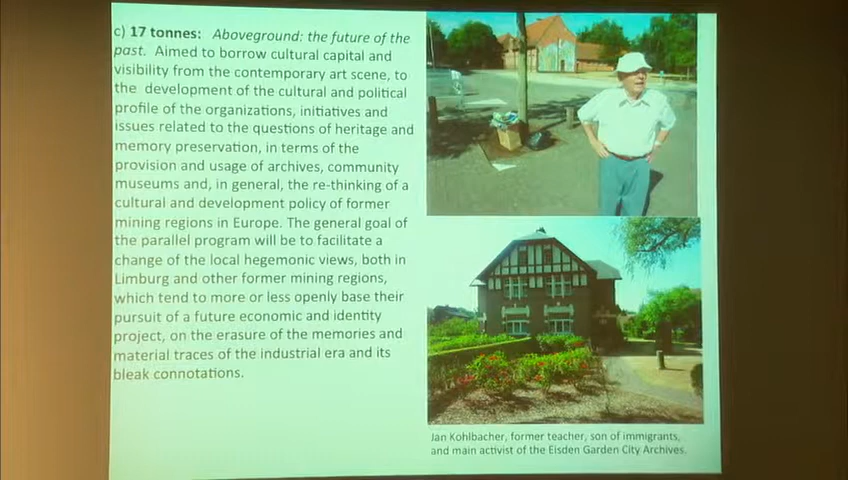 c) 17 tonnes: Aboveground: the future of the
past. Aimed to borrow cultural capital and
visibility from the contemporary art scene, to
the development of the cultural and political
profile of the organizations, initiatives and
issues related to the questions of heritage and
memory preservation, in terms of the
provision and usage of archives, community
museums and, in general, the re-thinking of a
cultural and development policy of former
mining regions in Europe. The general goal of
the parallel program will be to facilitate a
change of the local hegemonic views, both in
Limburg and other former mining regions,
which tend to more or less openly base their
pursuit of a future economic and identity
project, on the erasure of the memories and
material traces of the industrial era and its
bleak connotations.
Jan Kohlbacher, former teacher, son of immigrants,
and main activist of the Eisden Garden City Archives.